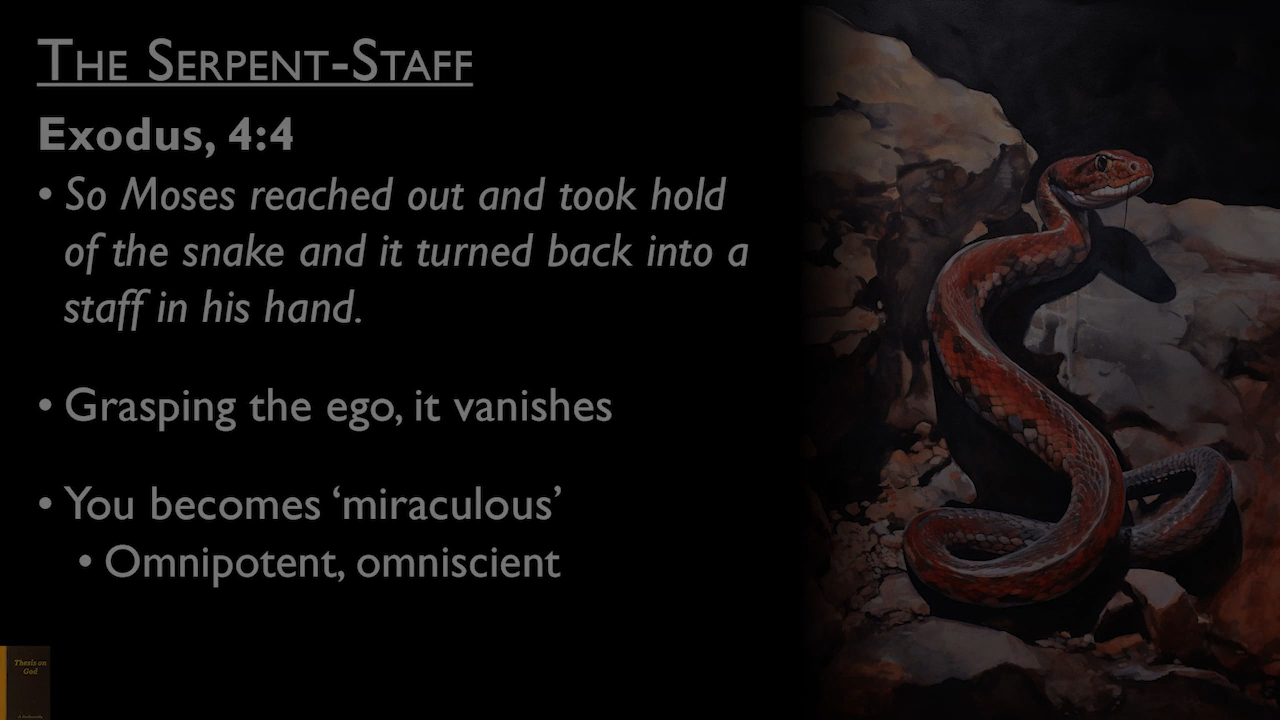 THE SERPENT-STAFF
Exodus, 4:4
• So Moses reached out and took hold
of the snake and it turned back into a
staff in his hand.
• Grasping the ego, it vanishes
• You becomes ‘miraculous’
• Omnipotent, omniscient
Thesis on
God